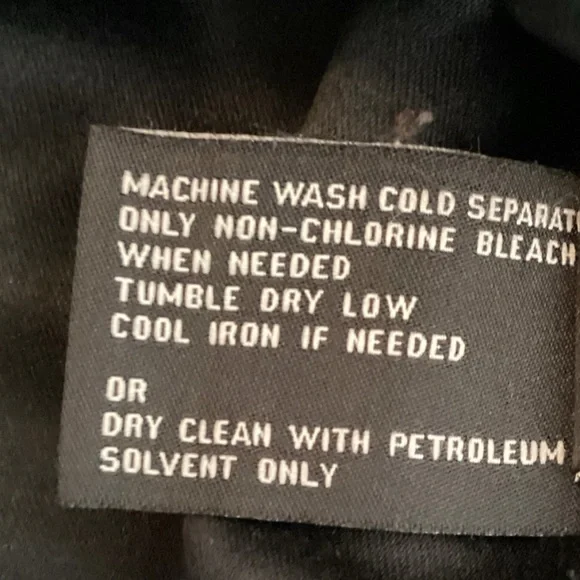 MACHINE WASH COLD SEPARAT
ONLY NON-CHLORINE BLEACH
WHEN NEEDED
TUMBLE DRY LOW
COOL IRON IF NEEDED
OR
DRY CLEAN WITH PETROLEUM
SOLVENT ONLY